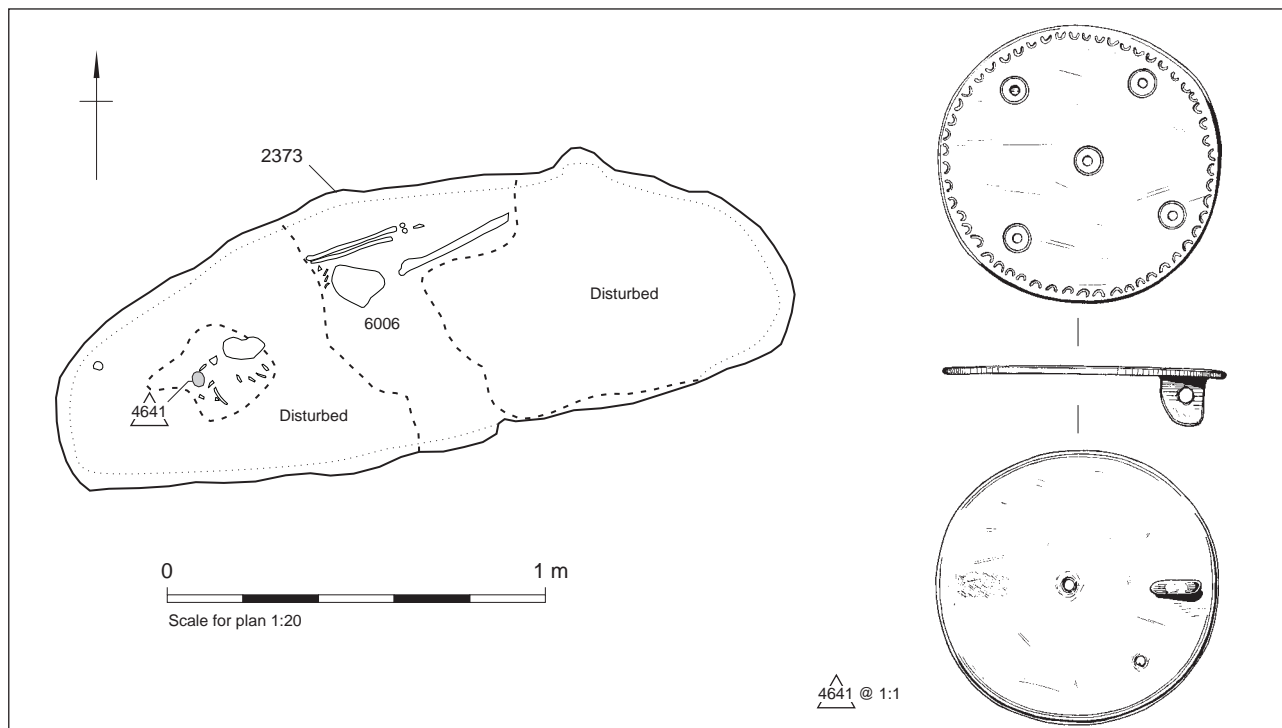 2373
6006
Disturbed
4641
Disturbed
0 1 m
Scale for plan 1:20
4641 @ 1:1